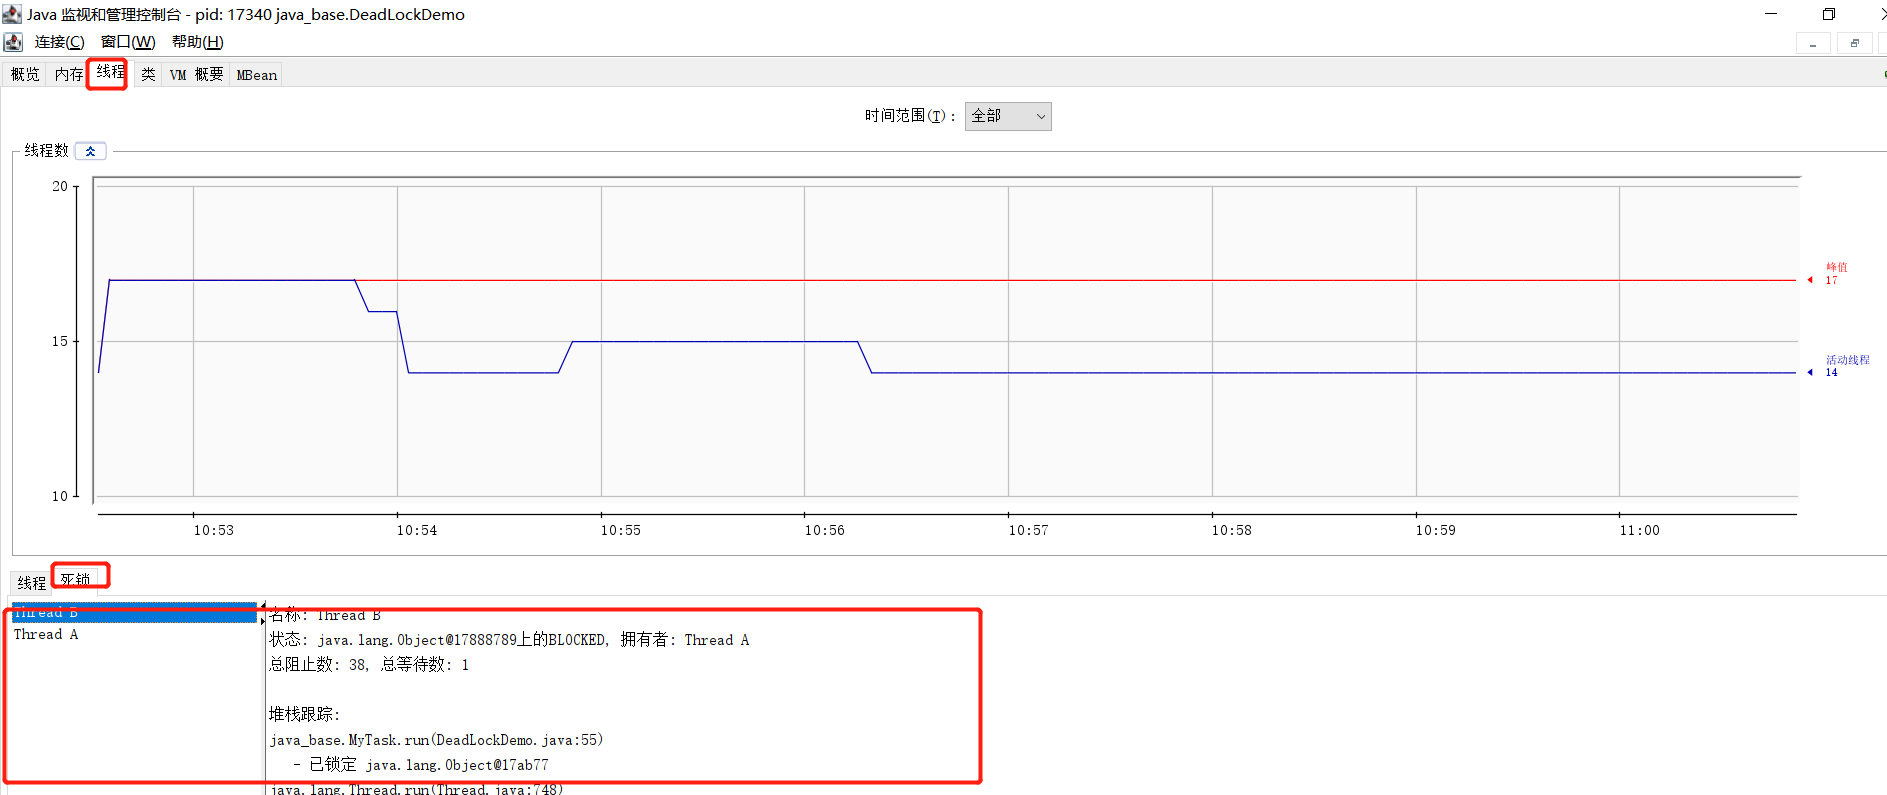 Java 监视和管理控制台 - pid: 17340 java_base.DeadLockDemo
连接(C) 窗口(W) 帮助(H)
概览 内存 线程 类 VM 概要 MBean
时间范围(T): 全部
线程数
20
15
10
峰值
17
活动线程
14
10:53 10:54 10:55 10:56 10:57 10:58 10:59 11:00
线程 死锁
Thread B
Thread A
名称: Thread B
状态: java.lang.Object@17888789上的BLOCKED, 拥有者: Thread A
总阻止数: 38, 总等待数: 1
堆栈跟踪:
java_base.MyTask.run(DeadLockDemo.java:55)
- 已锁定 java.lang.Object@17ab77
java.lang.Thread.run(Thread.java:748)